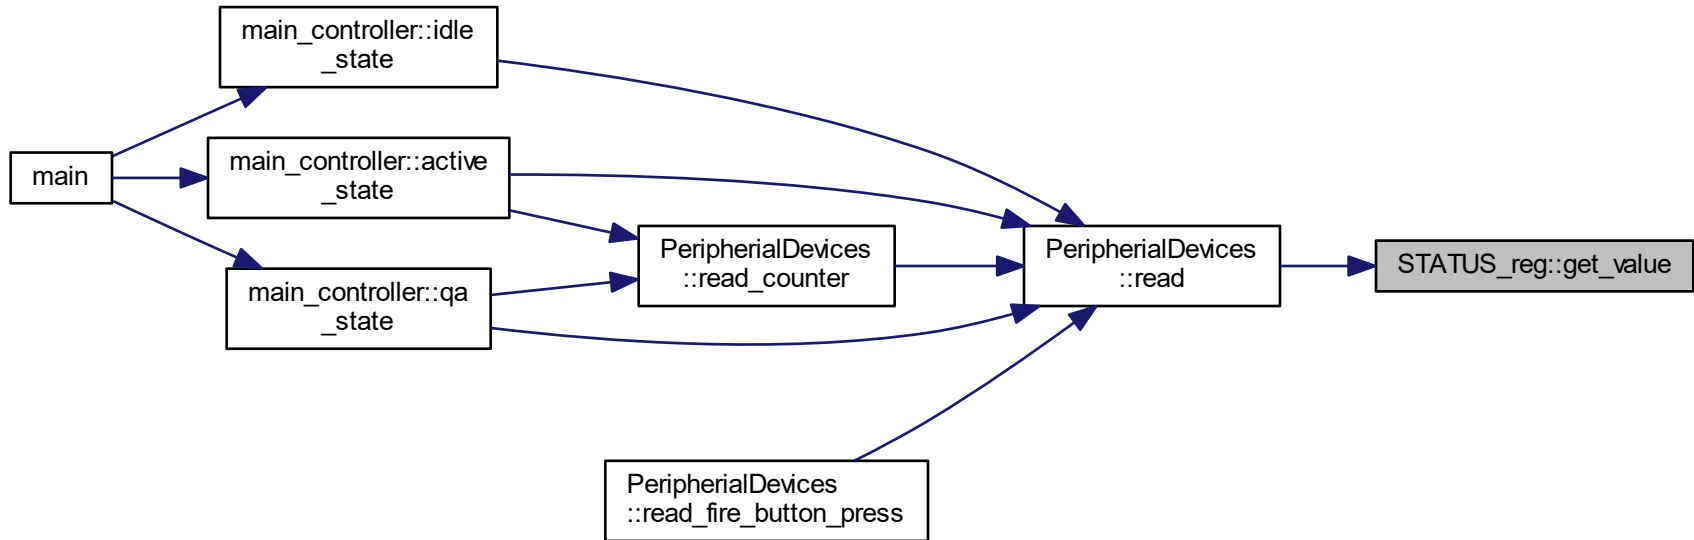 main_controller::idle
_state
main
main_controller::active
_state
main_controller::qa
_state
PeripherialDevices
::read_counter
PeripherialDevices
::read_fire_button_press
PeripherialDevices
::read
STATUS_reg::get_value